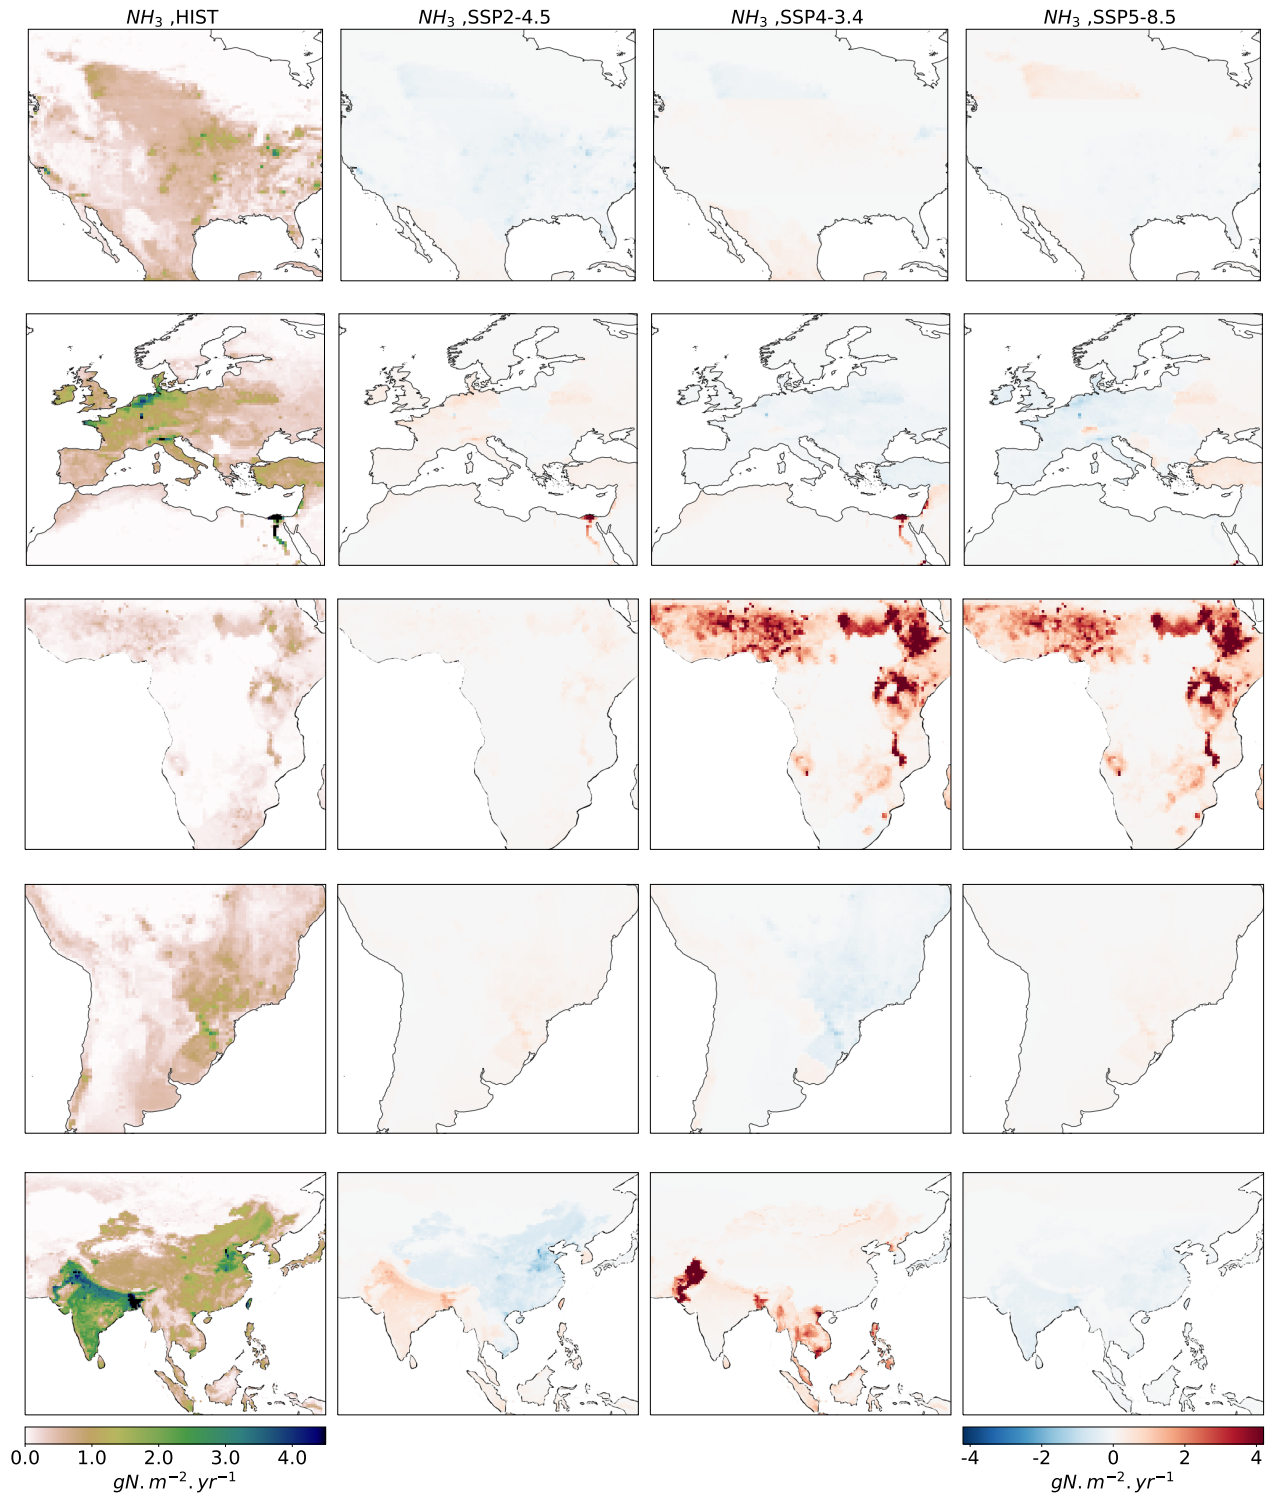 NH₃ ,HIST
NH₃ ,SSP2-4.5
NH₃ ,SSP4-3.4
NH₃ ,SSP5-8.5
0.0 1.0 2.0 3.0 4.0
gN.m⁻².yr⁻¹
-4 -2 0 2 4
gN.m⁻².yr⁻¹